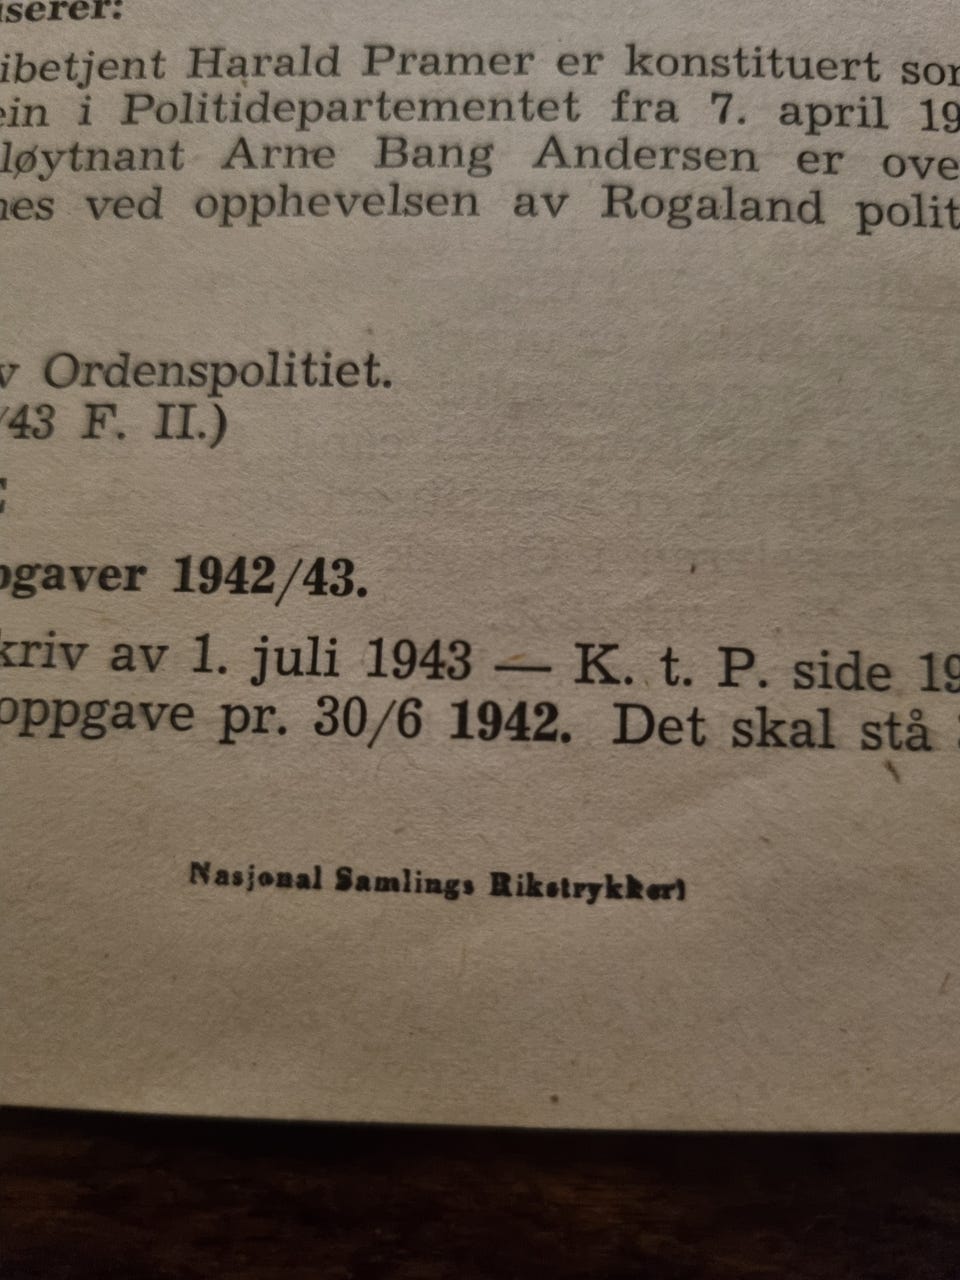 userer:
ibetjent Harald Pramer er konstituert som
ein i Politidepartementet fra 7. april 19
løytnant Arne Bang Andersen er ove
nes ved opphevelsen av Rogaland polit
v Ordenspolitiet.
/43 F. II.)
pgaver 1942/43.
kriv av 1. juli 1943 — K. t. P. side 19
oppgave pr. 30/6 1942. Det skal stå
Nasjonal Samlings Rikstrykkeri